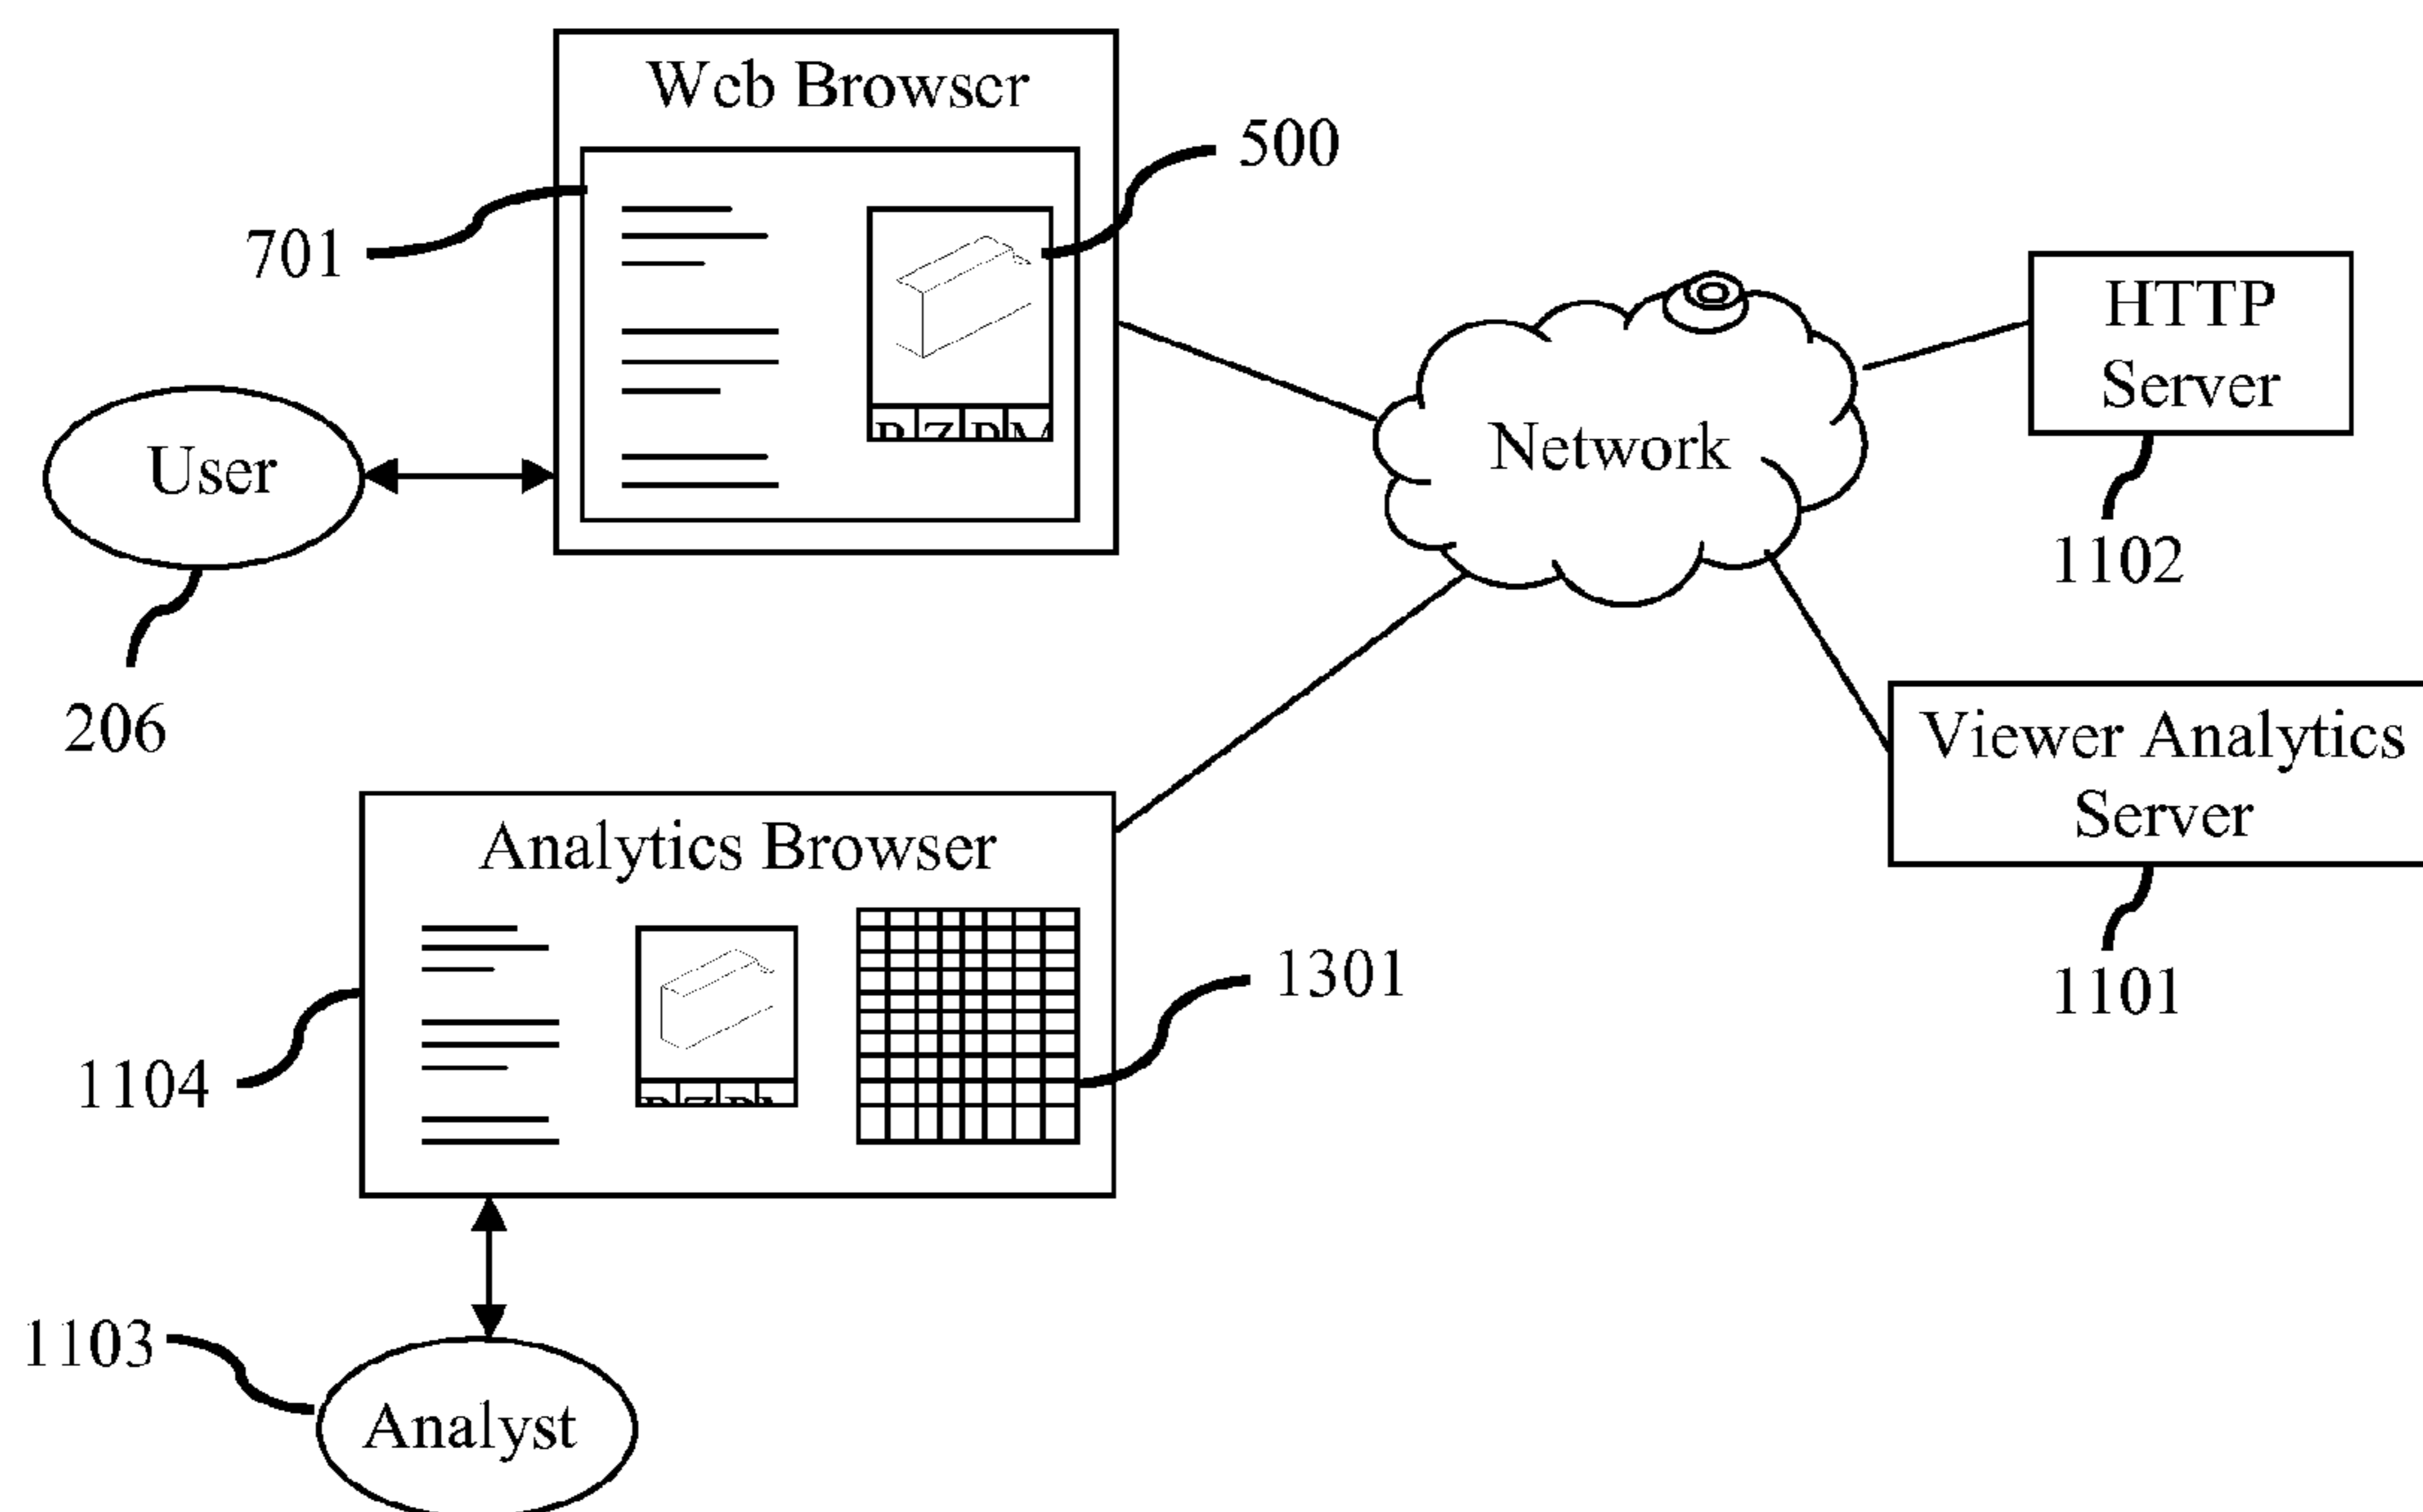 Web Browser
500
701
HTTP
Server
Network
User
1102
206
Viewer Analytics
Server
Analytics Browser
1301
1101
1104
1103
Analyst